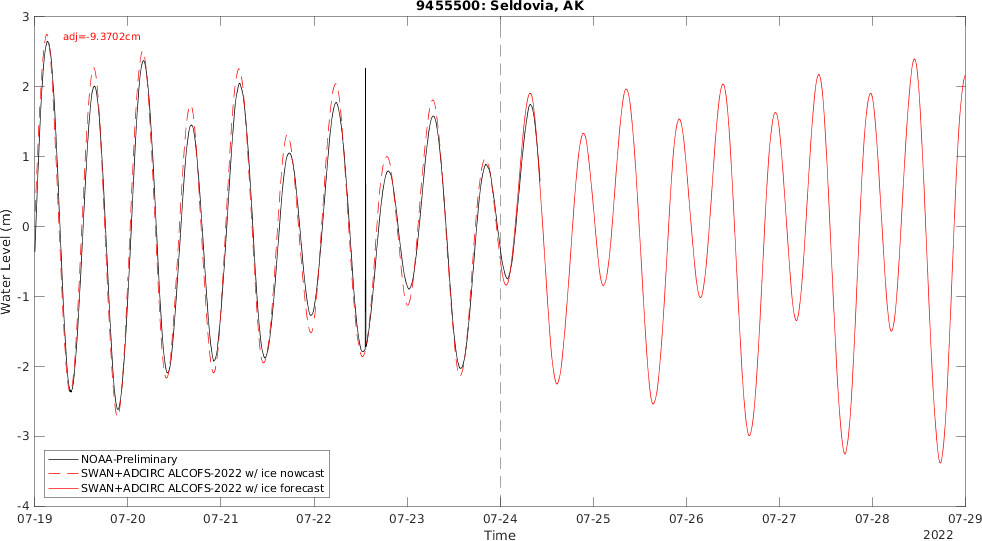 9455500: Seldovia, AK
adj=-9.3702cm
Water Level (m)
3
2
1
0
-1
-2
-3
-4
NOAA-Preliminary
SWAN+ADCIRC ALCOFS-2022 w/ ice nowcast
SWAN+ADCIRC ALCOFS-2022 w/ ice forecast
07-19 07-20 07-21 07-22 07-23 07-24 07-25 07-26 07-27 07-28 07-29
Time
2022